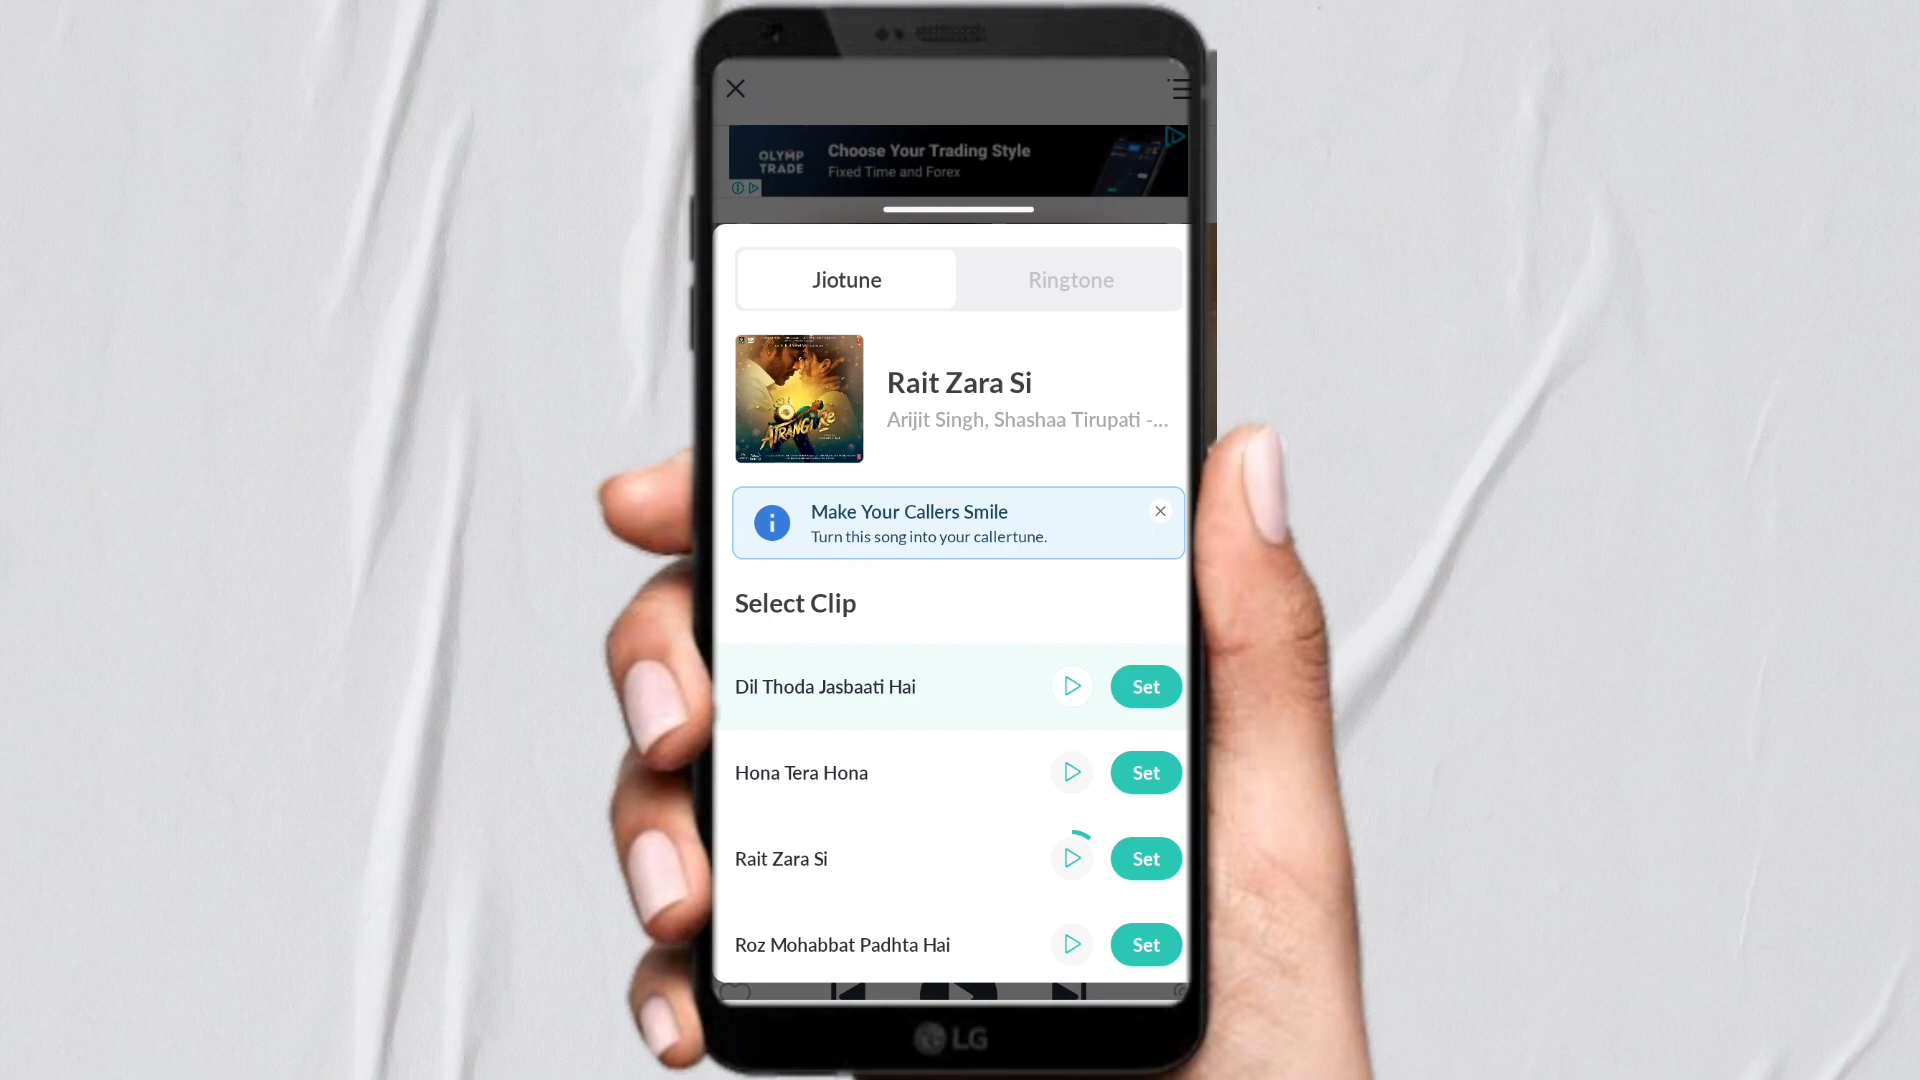 OLYMP
TRADE
Choose Your Trading Style
Fixed Time and Forex
Jiotune
Ringtone
ATRANGI RE
Rait Zara Si
Arijit Singh, Shashaa Tirupati -...
Make Your Callers Smile
Turn this song into your callertune.
Select Clip
Dil Thoda Jasbaati Hai
Set
Hona Tera Hona
Set
Rait Zara Si
Set
Roz Mohabbat Padhta Hai
Set
LG